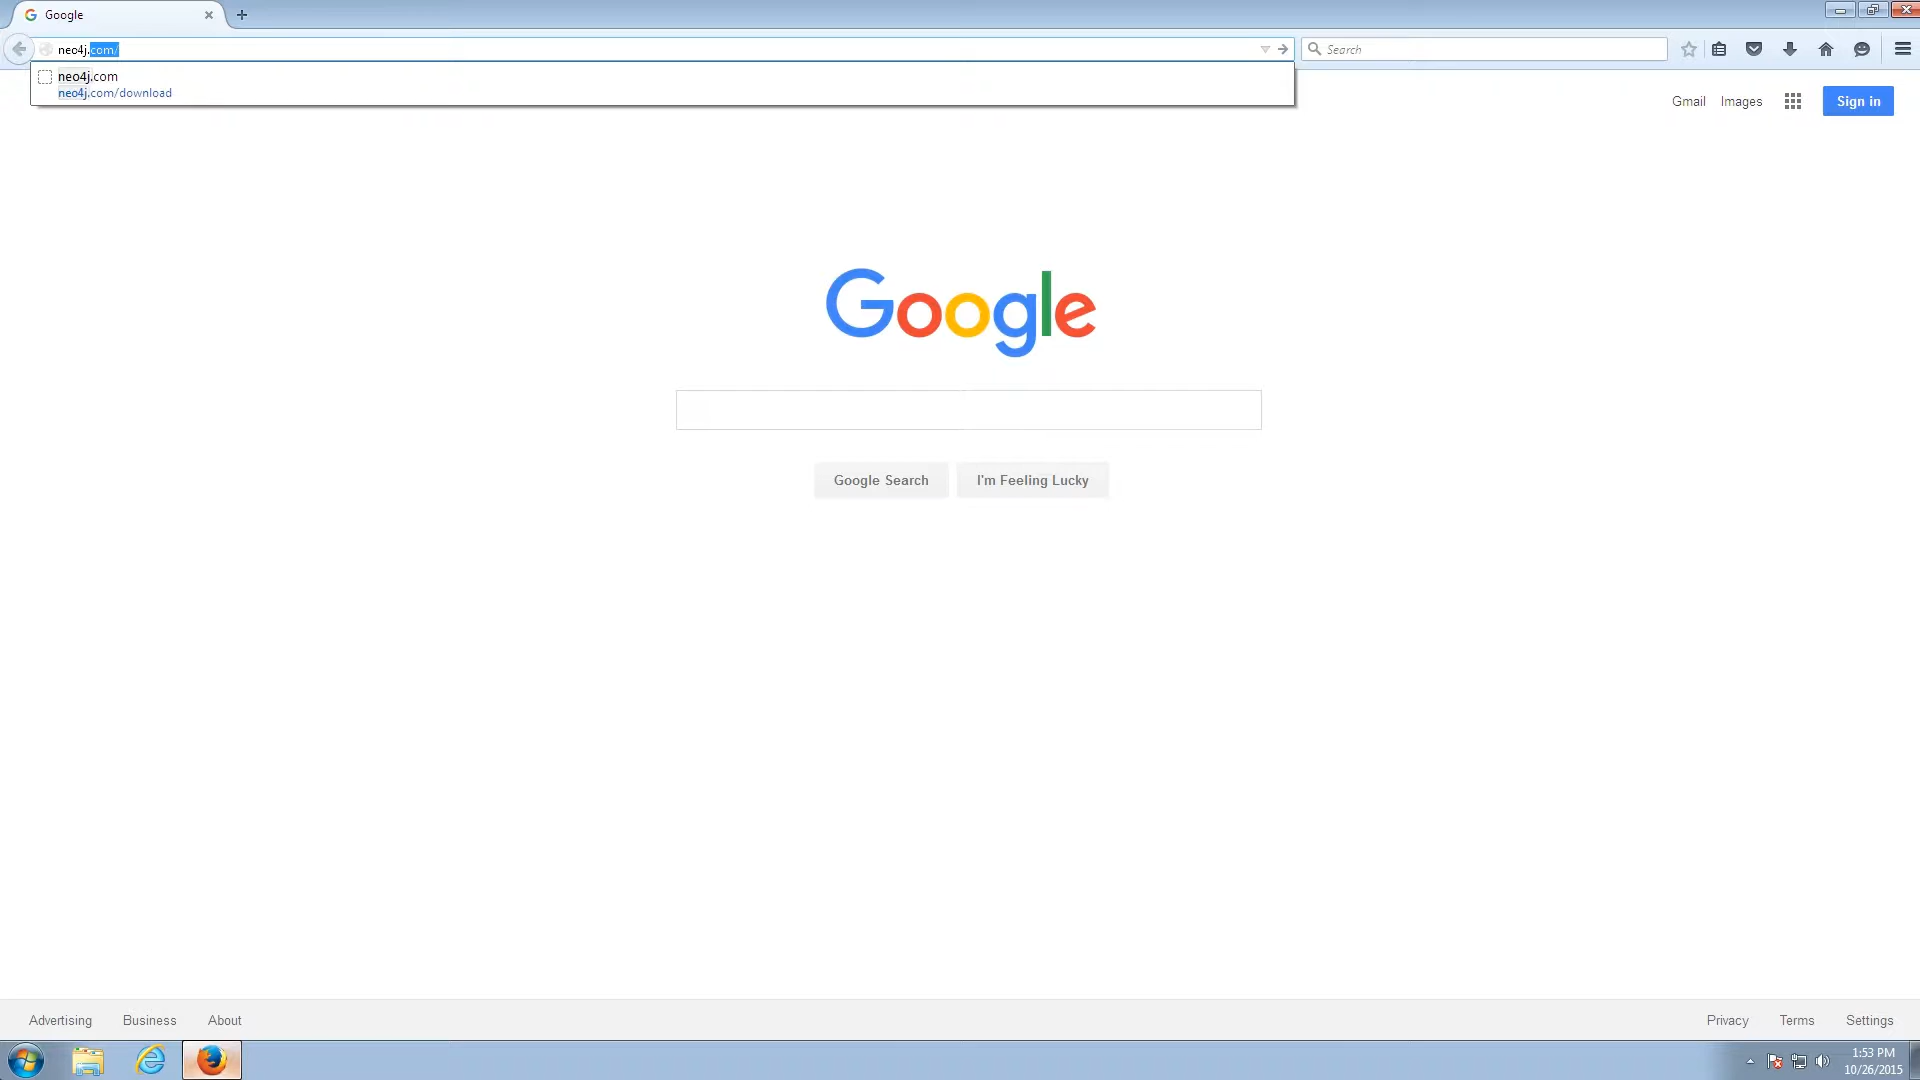 Google
neo4j.com/
Search
neo4j.com
neo4j.com/download
Gmail Images Sign in
Google
Google Search I'm Feeling Lucky
Advertising Business About Privacy Terms Settings
1:53 PM
10/26/2015